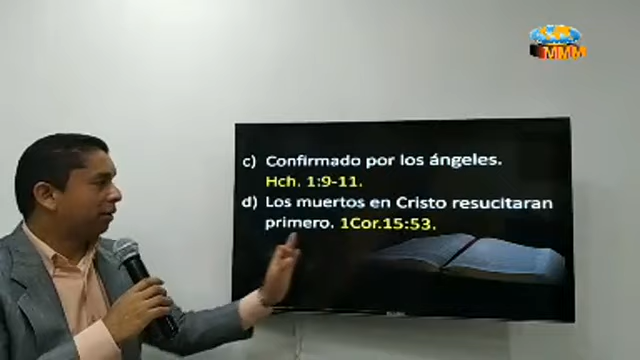 MMM
c) Confirmado por los ángeles.
Hch. 1:9-11.
d) Los muertos en Cristo resucitaran
primero. 1Cor.15:53.